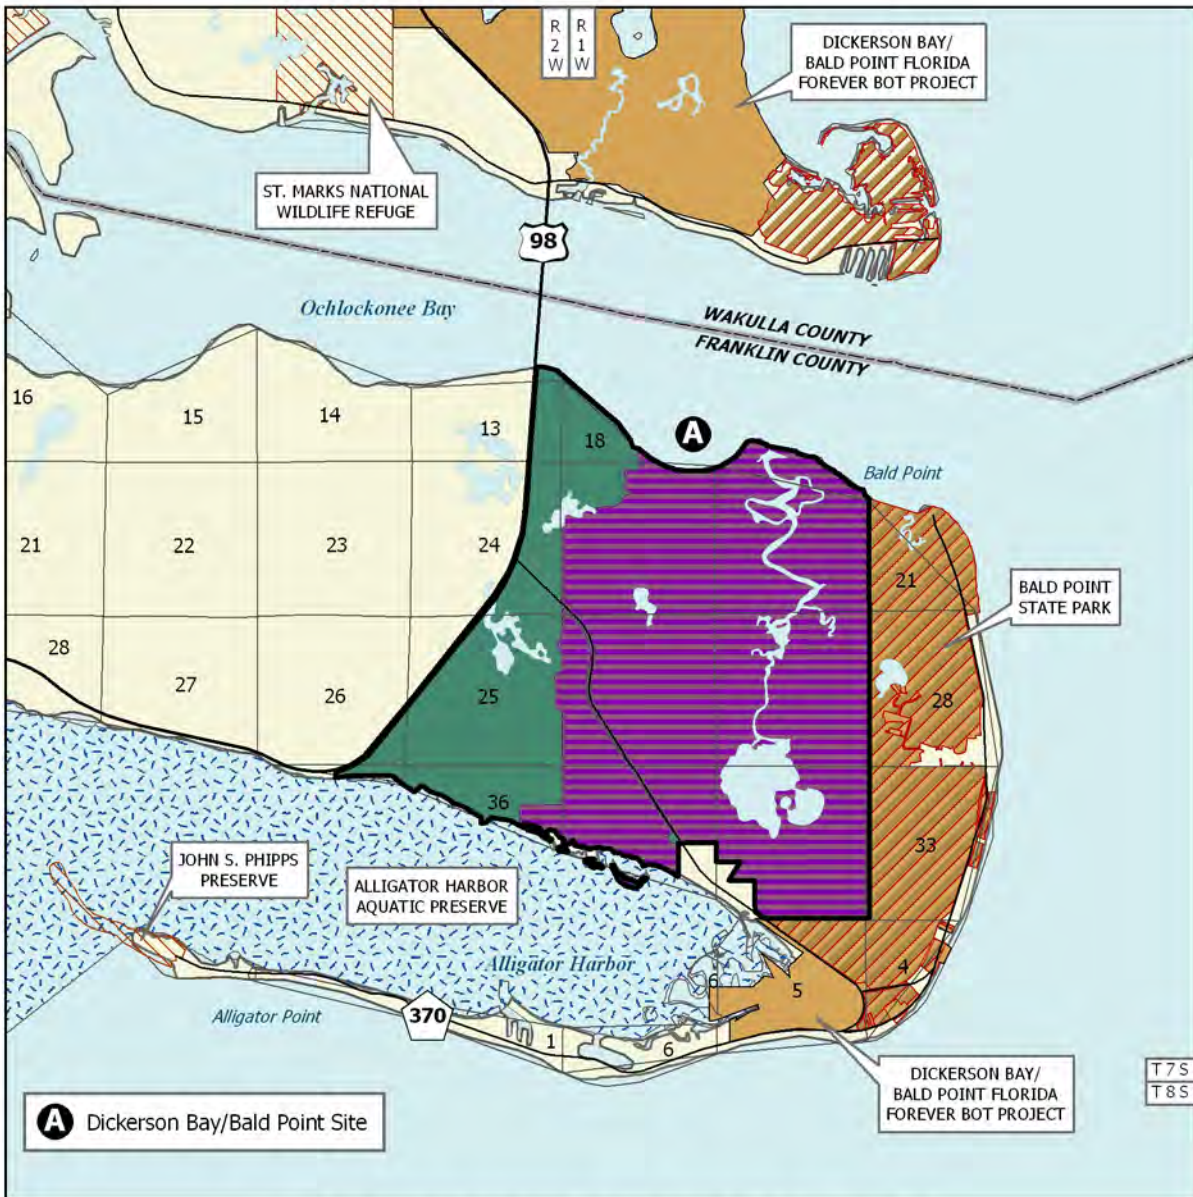 R
2
W
R
1
W
DICKERSON BAY/
BALD POINT FLORIDA
FOREVER BOT PROJECT
ST. MARKS NATIONAL
WILDLIFE REFUGE
98
Ochlockonee Bay
WAKULLA COUNTY
FRANKLIN COUNTY
16
15
14
13
18
A
Bald Point
21
22
23
24
21
BALD POINT
STATE PARK
28
27
26
25
28
36
33
JOHN S. PHIPPS
PRESERVE
ALLIGATOR HARBOR
AQUATIC PRESERVE
Alligator Harbor
6
5
4
Alligator Point
370
1
6
DICKERSON BAY/
BALD POINT FLORIDA
FOREVER BOT PROJECT
T 7 S
T 8 S
A Dickerson Bay/Bald Point Site